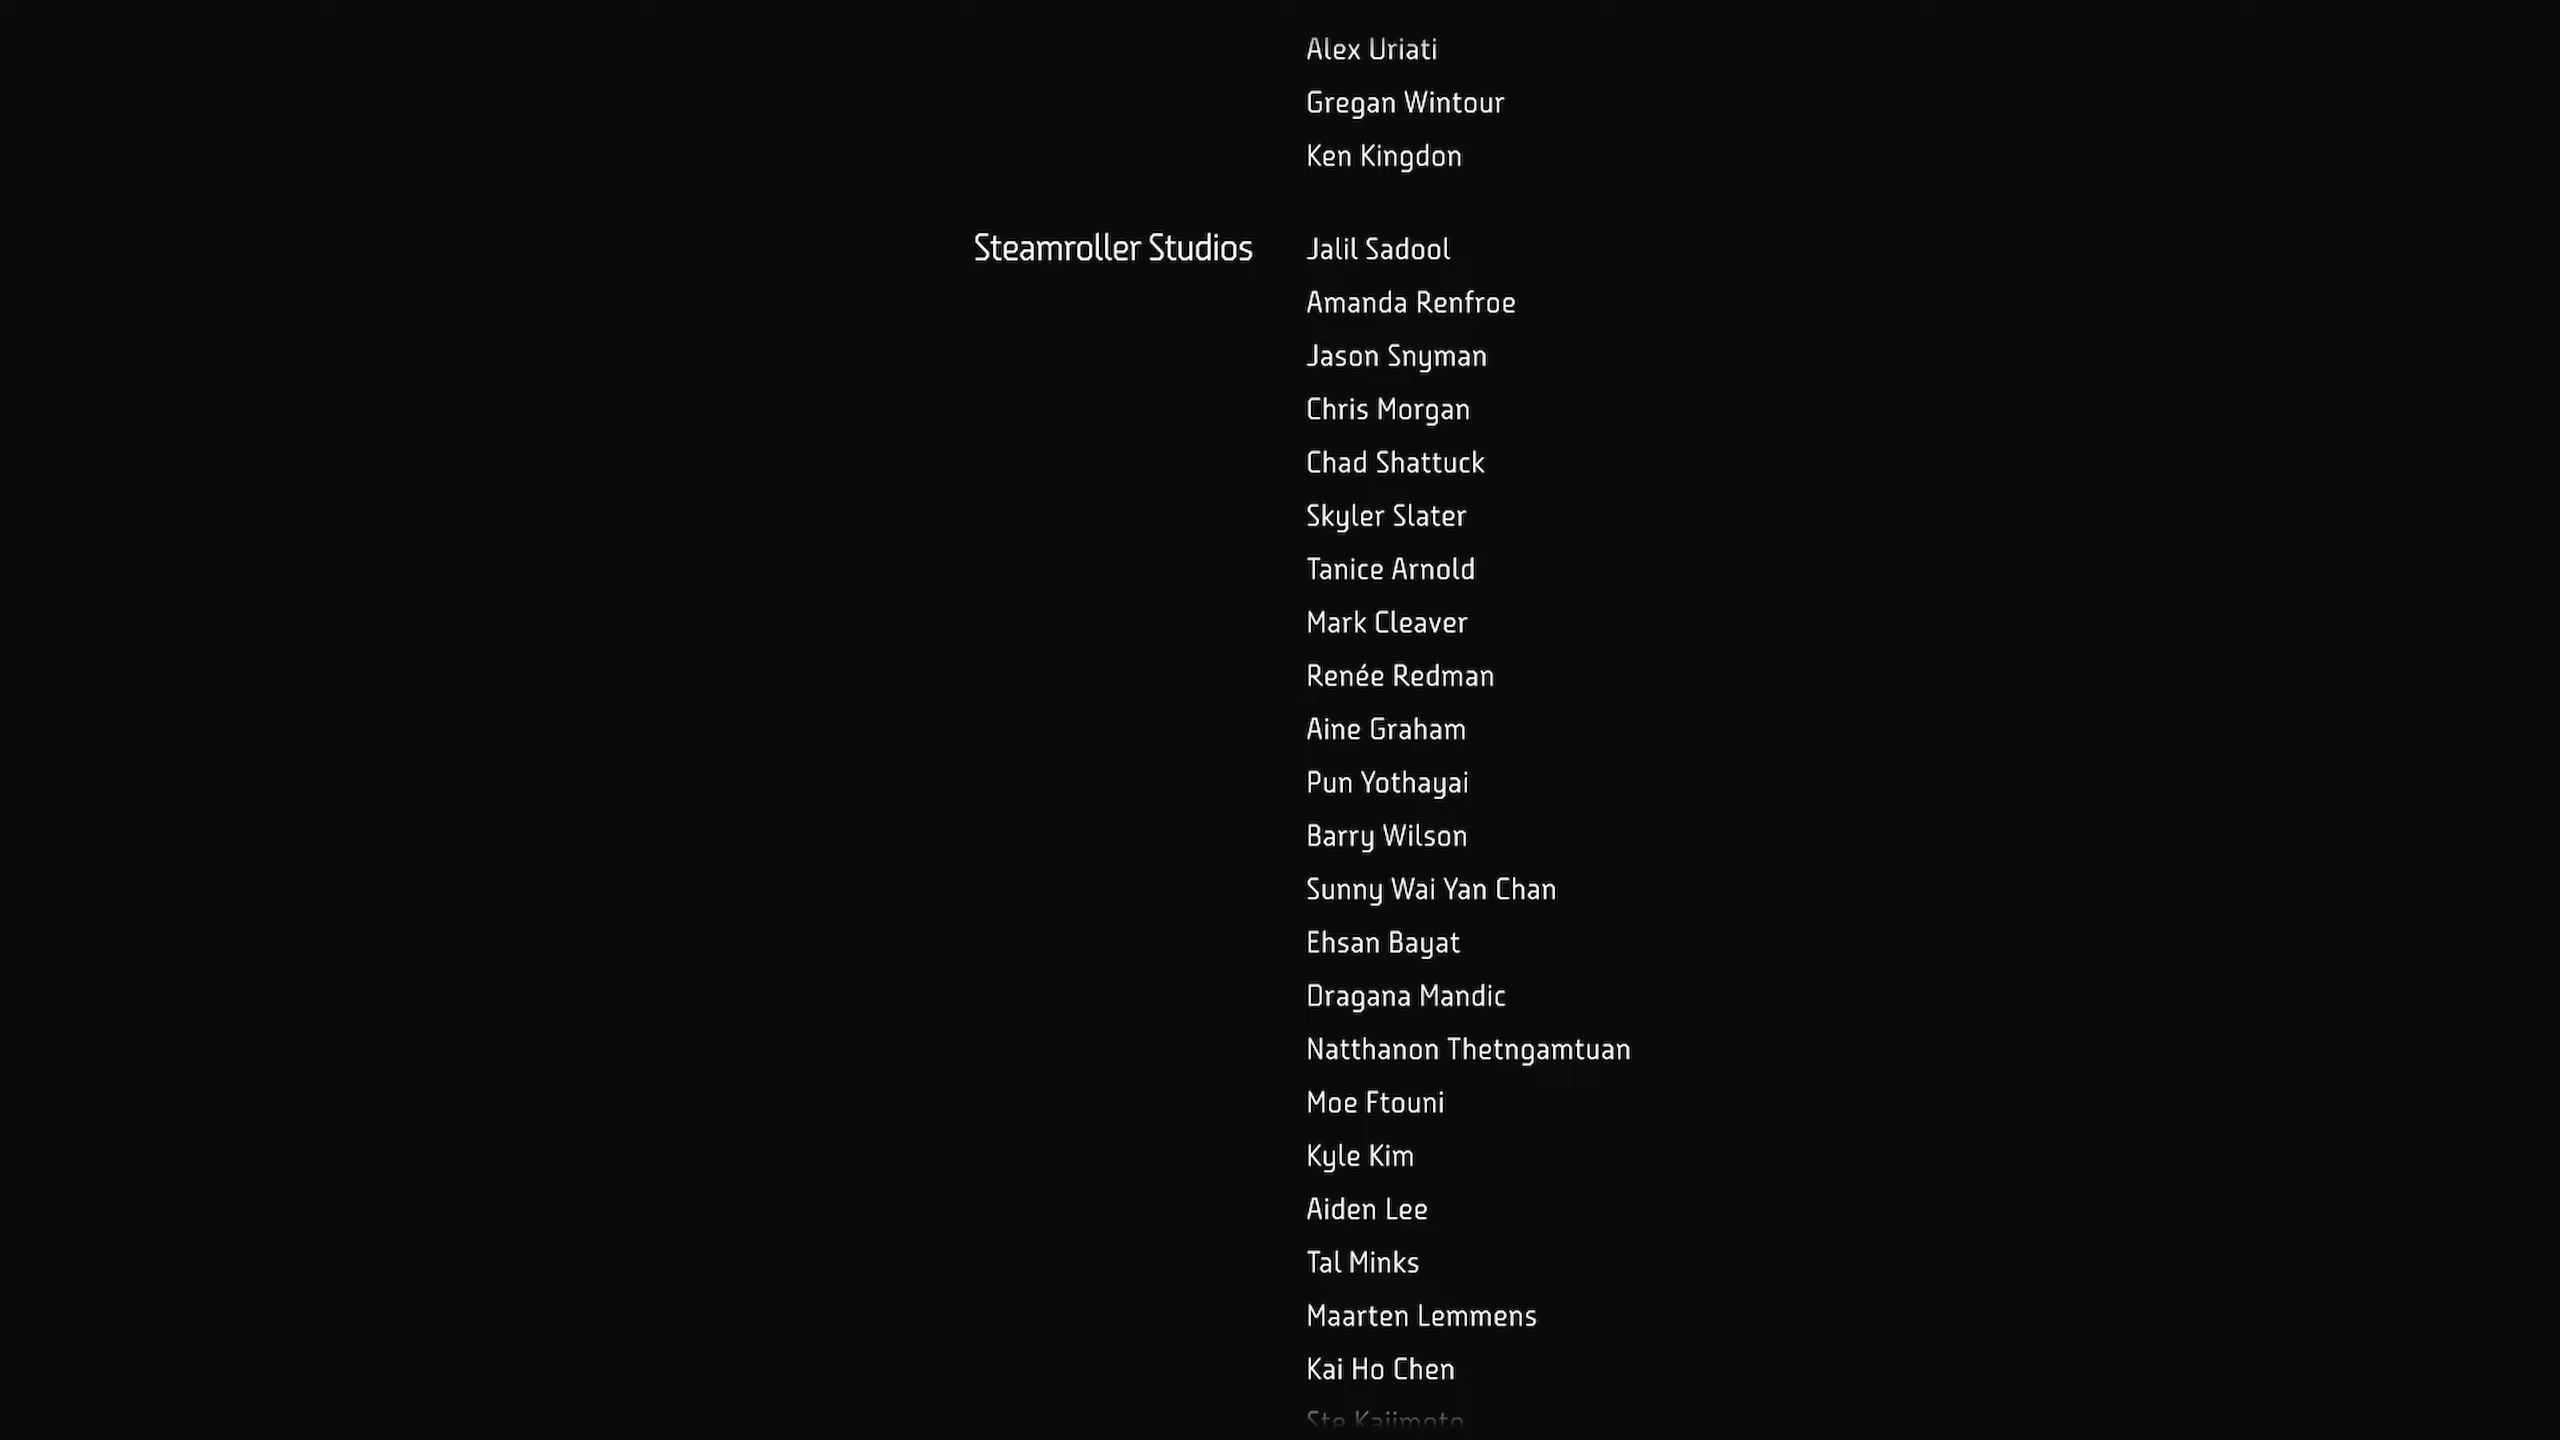 Alex Uriati
Gregan Wintour
Ken Kingdon
Steamroller Studios Jalil Sadool
Amanda Renfroe
Jason Snyman
Chris Morgan
Chad Shattuck
Skyler Slater
Tanice Arnold
Mark Cleaver
Renée Redman
Aine Graham
Pun Yothayai
Barry Wilson
Sunny Wai Yan Chan
Ehsan Bayat
Dragana Mandic
Natthanon Thetngamtuan
Moe Ftouni
Kyle Kim
Aiden Lee
Tal Minks
Maarten Lemmens
Kai Ho Chen
Ste Kajimoto